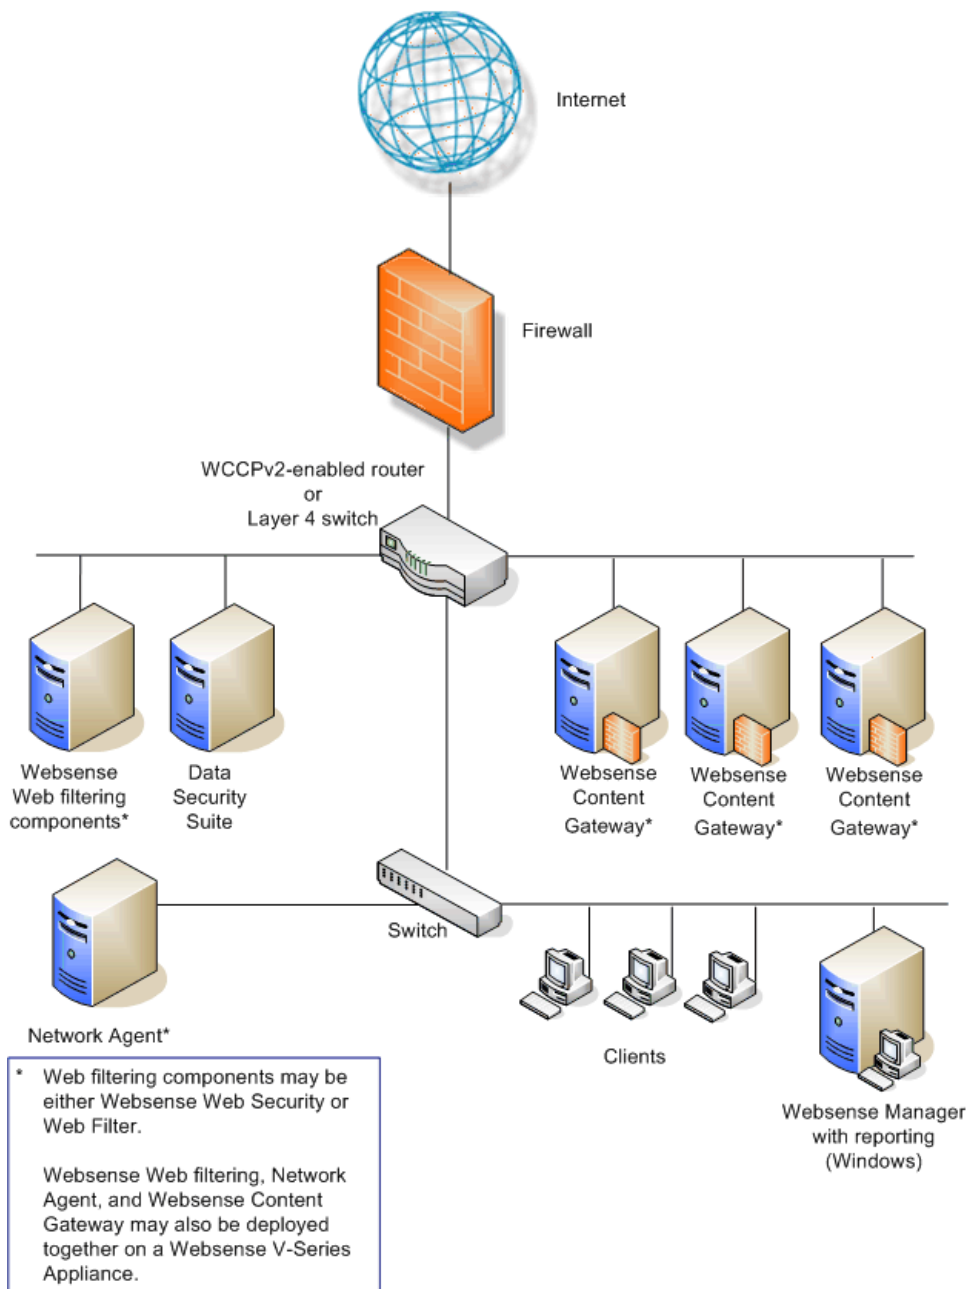 Internet
Firewall
WCCPv2-enabled router
or
Layer 4 switch
Websense
Web filtering
components*
Data
Security
Suite
Websense
Content
Gateway*
Websense
Content
Gateway*
Websense
Content
Gateway*
Switch
Network Agent*
Clients
Websense Manager
with reporting
(Windows)
* Web filtering components may be
either Websense Web Security or
Web Filter.
Websense Web filtering, Network
Agent, and Websense Content
Gateway may also be deployed
together on a Websense V-Series
Appliance.